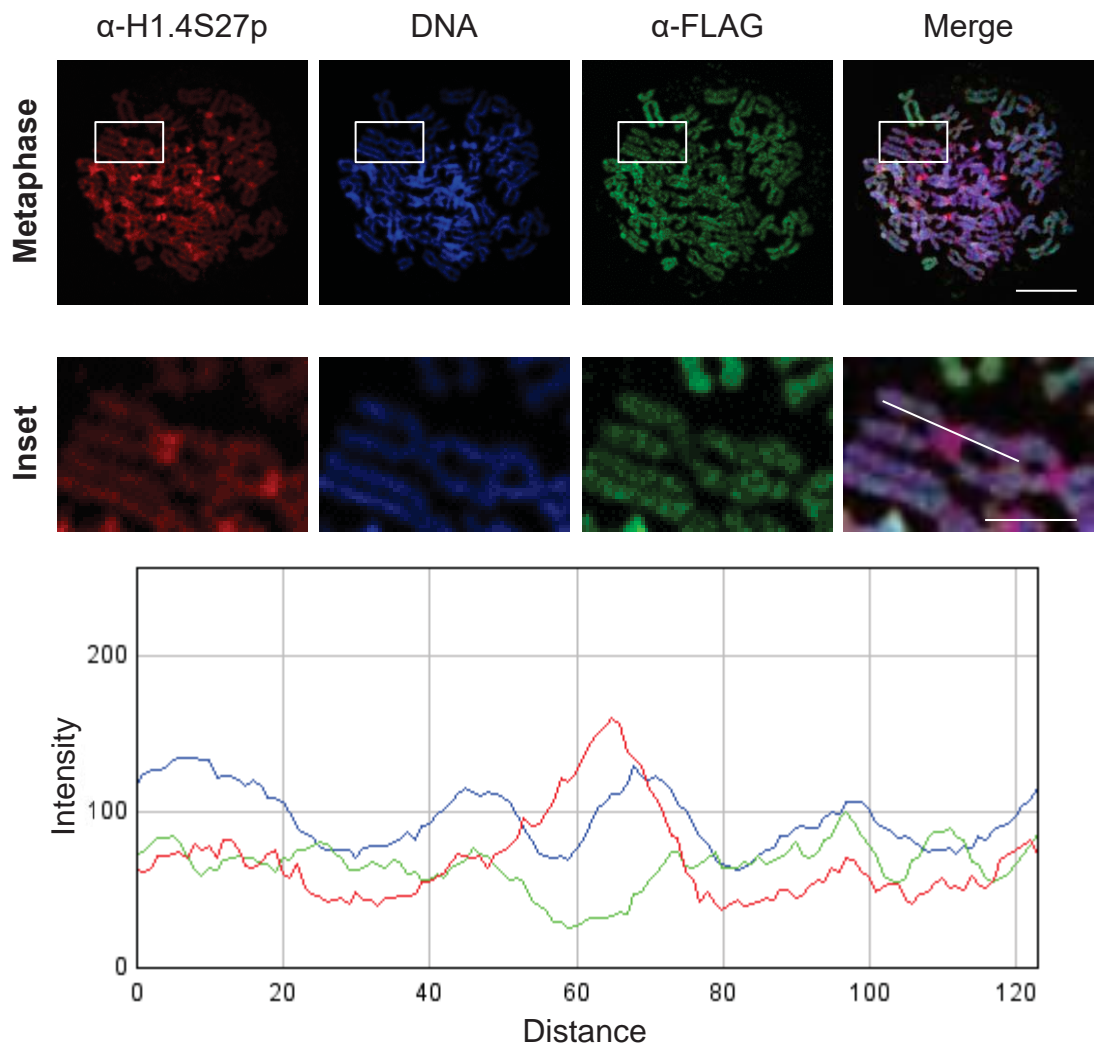 α-H1.4S27p DNA α-FLAG Merge
Metaphase
Inset
200
100
0
Intensity
0 20 40 60 80 100 120
Distance